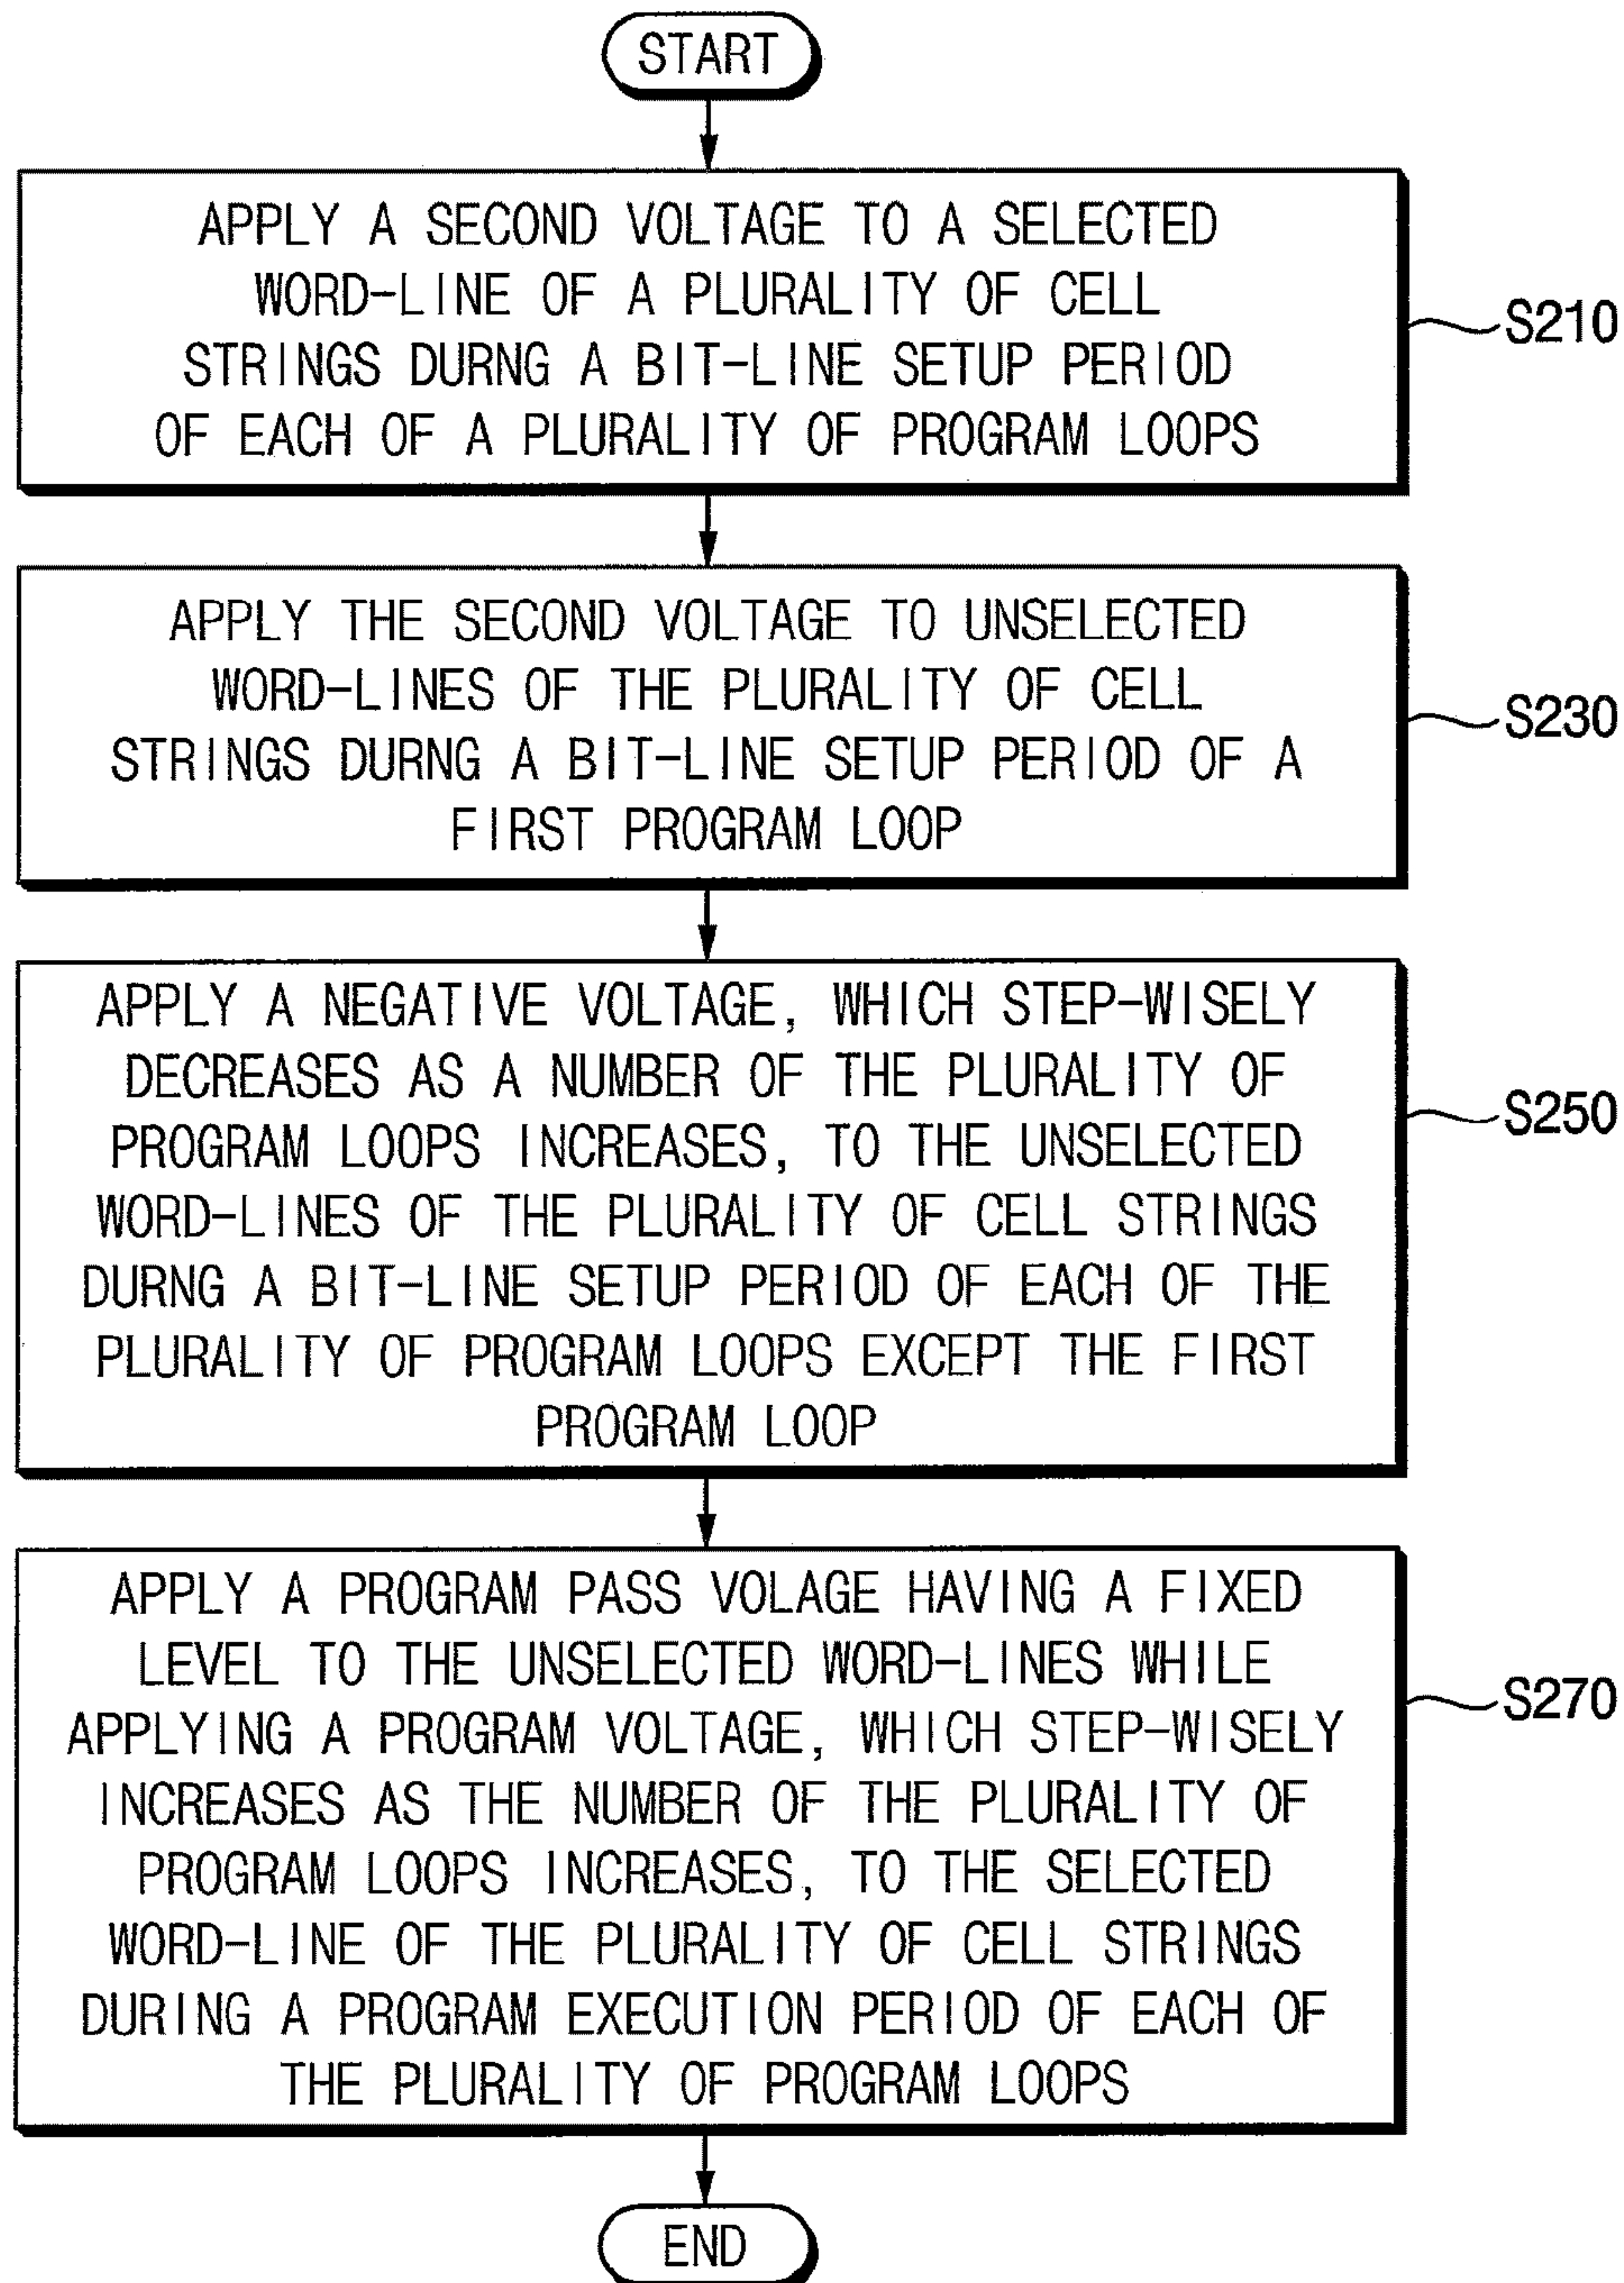 START
APPLY A SECOND VOLTAGE TO A SELECTED
WORD-LINE OF A PLURALITY OF CELL
STRINGS DURNG A BIT-LINE SETUP PERIOD
OF EACH OF A PLURALITY OF PROGRAM LOOPS
S210
APPLY THE SECOND VOLTAGE TO UNSELECTED
WORD-LINES OF THE PLURALITY OF CELL
STRINGS DURNG A BIT-LINE SETUP PERIOD OF A
FIRST PROGRAM LOOP
S230
APPLY A NEGATIVE VOLTAGE, WHICH STEP-WISELY
DECREASES AS A NUMBER OF THE PLURALITY OF
PROGRAM LOOPS INCREASES, TO THE UNSELECTED
WORD-LINES OF THE PLURALITY OF CELL STRINGS
DURNG A BIT-LINE SETUP PERIOD OF EACH OF THE
PLURALITY OF PROGRAM LOOPS EXCEPT THE FIRST
PROGRAM LOOP
S250
APPLY A PROGRAM PASS VOLAGE HAVING A FIXED
LEVEL TO THE UNSELECTED WORD-LINES WHILE
APPLYING A PROGRAM VOLTAGE, WHICH STEP-WISELY
INCREASES AS THE NUMBER OF THE PLURALITY OF
PROGRAM LOOPS INCREASES, TO THE SELECTED
WORD-LINE OF THE PLURALITY OF CELL STRINGS
DURING A PROGRAM EXECUTION PERIOD OF EACH OF
THE PLURALITY OF PROGRAM LOOPS
S270
END